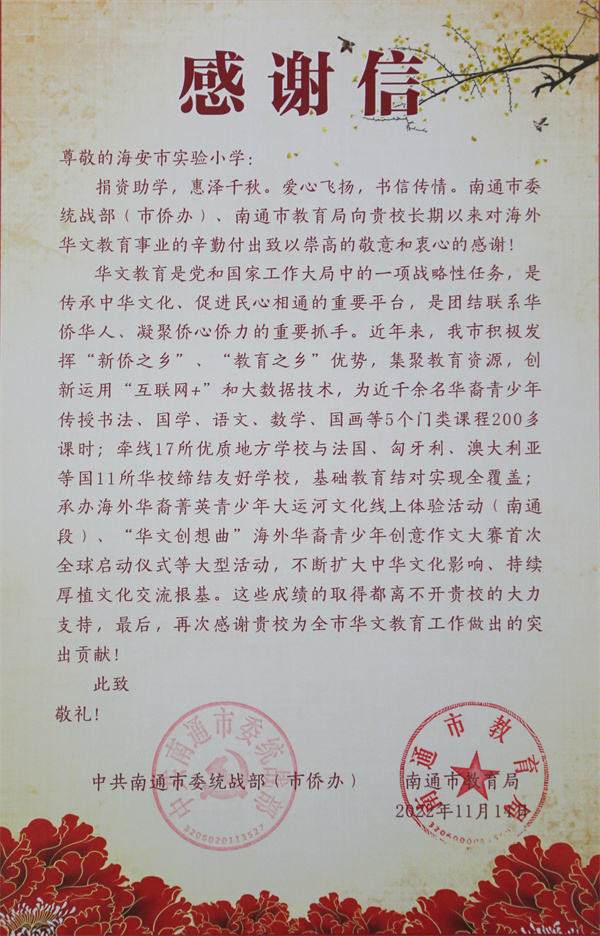 感谢信
尊敬的海安市实验小学：
捐资助学，惠泽千秋。爱心飞扬，书信传情。南通市委
统战部（市侨办）、南通市教育局向贵校长期以来对海外
华文教育事业的辛勤付出致以崇高的敬意和衷心的感谢！
华文教育是党和国家工作大局中的一项战略性任务，是
传承中华文化、促进民心相通的重要平台，是团结联系华
侨华人、凝聚侨心侨力的重要抓手。近年来，我市积极发
挥“新侨之乡”、“教育之乡”优势，集聚教育资源，创
新运用“互联网+”和大数据技术，为近千余名华裔青少年
传授书法、国学、语文、数学、国画等5个门类课程200多
课时；牵线17所优质地方学校与法国、匈牙利、澳大利亚
等国11所华校缔结友好学校，基础教育结对实现全覆盖；
承办海外华裔菁英青少年大运河文化线上体验活动（南通
段）、“华文创想曲”海外华裔青少年创意作文大赛首次
全球启动仪式等大型活动，不断扩大中华文化影响、持续
厚植文化交流根基。这些成绩的取得都离不开贵校的大力
支持，最后，再次感谢贵校为全市华文教育工作做出的突
出贡献！
此致
敬礼！
中共南通市委统战部 市侨办） 南通市教育局
2022年11月14日
中共南通市委统战部
3206020113527
南通市教育局